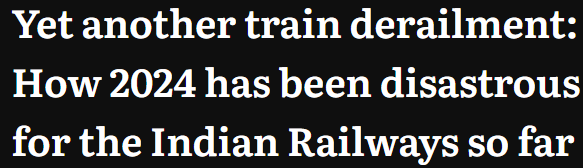 Yet another train derailment:
How 2024 has been disastrous
for the Indian Railways so far